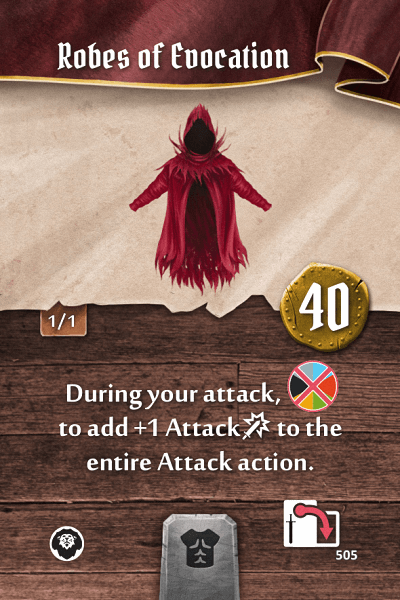 Robes of Evocation
1/1
40
During your attack,
to add +1 Attack to the
entire Attack action.
505